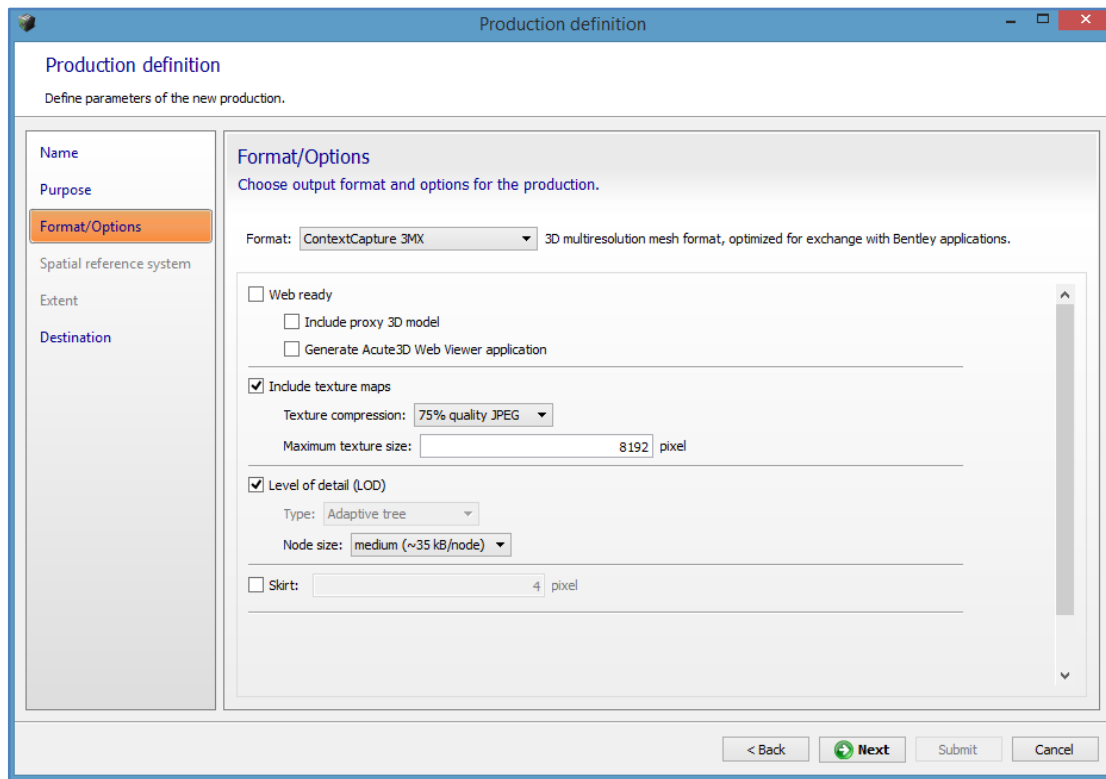 Production definition
Production definition
Define parameters of the new production.
Name
Purpose
Format/Options
Spatial reference system
Extent
Destination
Format/Options
Choose output format and options for the production.
Format: ContextCapture 3MX 3D multiresolution mesh format, optimized for exchange with Bentley applications.
Web ready
Include proxy 3D model
Generate Acute3D Web Viewer application
Include texture maps
Texture compression: 75% quality JPEG
Maximum texture size: 8192 pixel
Level of detail (LOD)
Type: Adaptive tree
Node size: medium (~35 kB/node)
Skirt: 4 pixel
< Back Next Submit Cancel